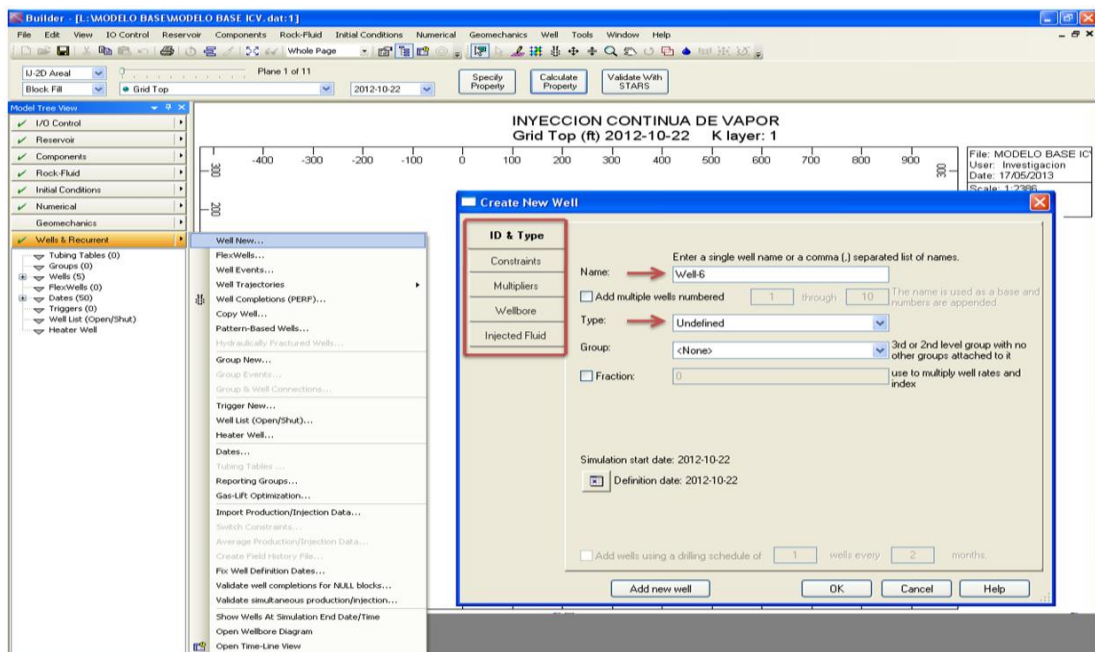 Builder - [L:\MODELO BASE\MODELO BASE ICV.dat:1]
File Edit View IO Control Reservoir Components Rock-Fluid Initial Conditions Numerical Geomechanics Well Tools Window Help
Whole Page
IJ-2D Areal
Plane 1 of 11
Block Fill
Grid Top
2012-10-22
Specify Property
Calculate Property
Validate With STARS
Model Tree View
I/O Control
Reservoir
Components
Rock-Fluid
Initial Conditions
Numerical
Geomechanics
Wells & Recurrent
Tubing Tables (0)
Groups (0)
Wells (5)
FlexWells (0)
Dates (50)
Triggers (0)
Well List (Open/Shut)
Heater Well
INYECCION CONTINUA DE VAPOR
Grid Top (ft) 2012-10-22 K layer: 1
-400 -300 -200 -100 0 100 200 300 400 500 600 700 800 900
300
200
300
File: MODELO BASE IC
User: Investigacion
Date: 17/05/2013
Scale: 1:2386
Well New...
FlexWells...
Well Events...
Well Trajectories
Well Completions (PERF)...
Copy Well...
Pattern-Based Wells...
Hydraulically Fractured Wells...
Group New...
Group Events...
Group & Well Connections...
Trigger New...
Well List (Open/Shut)...
Heater Well...
Dates...
Tubing Tables ...
Reporting Groups...
Gas-Lift Optimization...
Import Production/Injection Data...
Switch Constraints...
Average Production/Injection Data...
Create Field History File...
Fix Well Definition Dates...
Validate well completions for NULL blocks...
Validate simultaneous production/injection...
Show Wells At Simulation End Date/Time
Open Wellbore Diagram
Open Time-Line View
Create New Well
ID & Type
Constraints
Multipliers
Wellbore
Injected Fluid
Enter a single well name or a comma (,) separated list of names.
Name:
Well-6
Add multiple wells numbered 1 through 10 The name is used as a base and numbers are appended.
Type:
Undefined
Group:
<None>
3rd or 2nd level group with no other groups attached to it
Fraction:
0
use to multiply well rates and index
Simulation start date: 2012-10-22
Definition date: 2012-10-22
Add wells using a drilling schedule of 1 wells every 2 months.
Add new well
OK
Cancel
Help